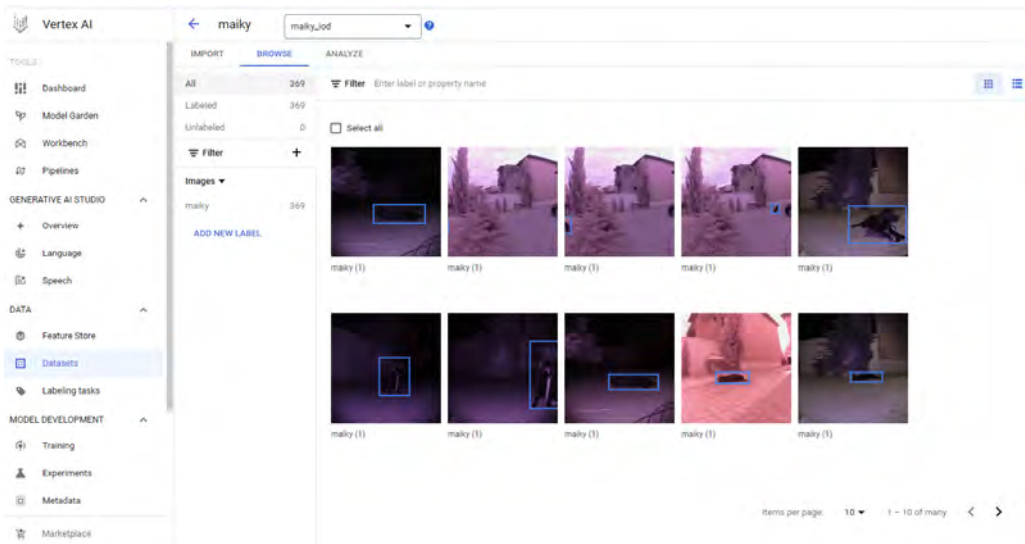 Vertex AI
TOOLS
Dashboard
Model Garden
Workbench
Pipelines
GENERATIVE AI STUDIO
Overview
Language
Speech
DATA
Feature Store
Datasets
Labeling tasks
MODEL DEVELOPMENT
Training
Experiments
Metadata
Marketplace
maiky
maiky_iod
IMPORT BROWSE ANALYZE
All 369
Labeled 369
Unlabeled 0
Filter +
Images
maiky 369
ADD NEW LABEL
Filter Enter label or property name
Select all
maiky (1) maiky (1) maiky (1) maiky (1) maiky (1)
maiky (1) maiky (1) maiky (1) maiky (1) maiky (1)
Items per page: 10 1 – 10 of many